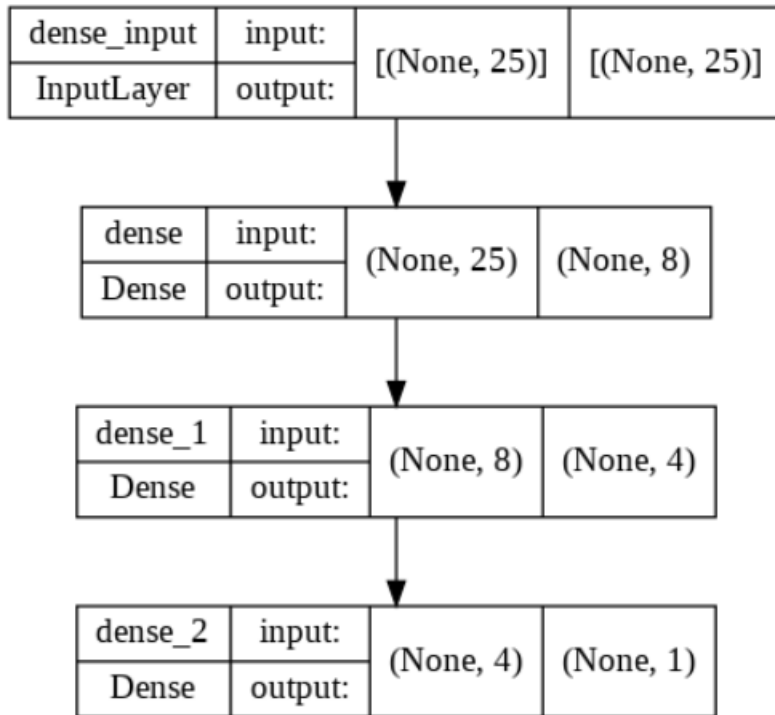 dense_input input: [(None, 25)] [(None, 25)]
InputLayer output:
dense input: (None, 25) (None, 8)
Dense output:
dense_1 input: (None, 8) (None, 4)
Dense output:
dense_2 input: (None, 4) (None, 1)
Dense output: